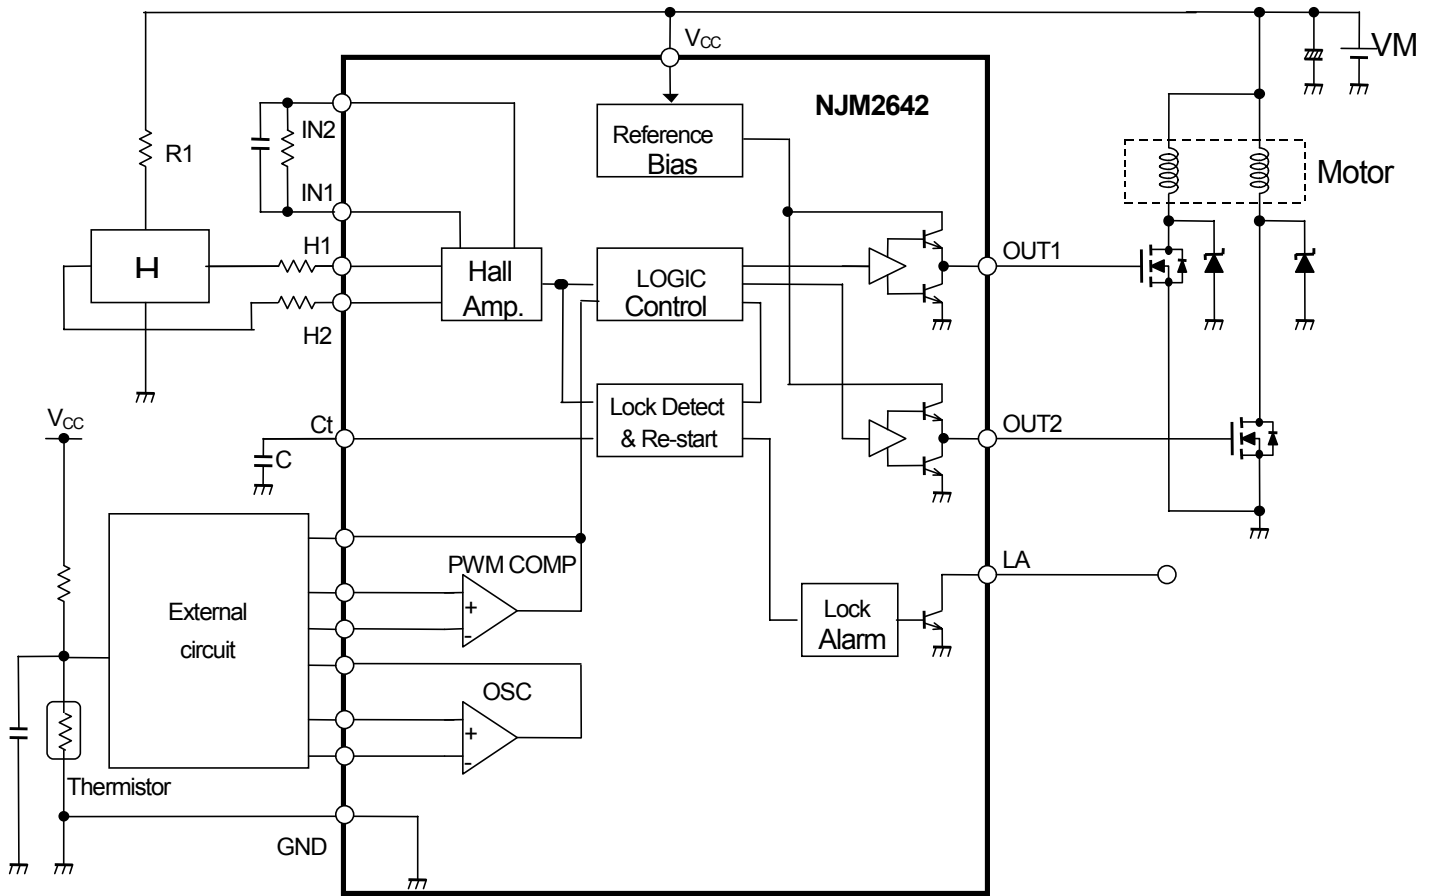 VCC
VM
NJM2642
IN2
R1
Reference
Bias
Motor
IN1
H
H1
OUT1
Hall
Amp.
LOGIC
Control
H2
VCC
Ct
C
Lock Detect
& Re-start
OUT2
PWM COMP
LA
External
circuit
+
-
Lock
Alarm
OSC
+
-
Thermistor
GND